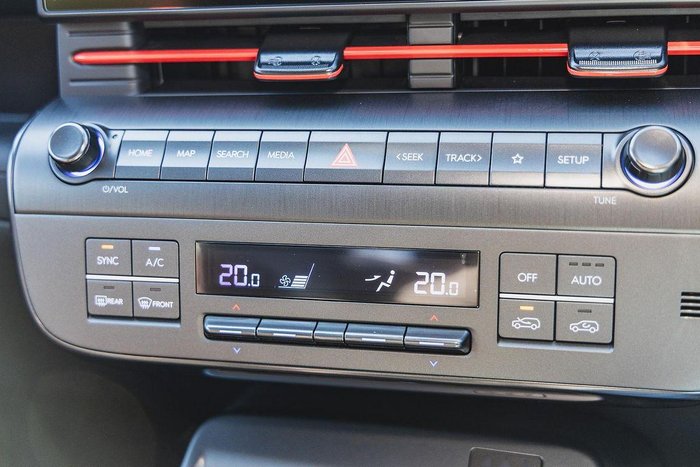 HOME MAP SEARCH MEDIA <SEEK TRACK> ☆ SETUP
/VOL
TUNE
SYNC A/C
20.0 20.0
OFF AUTO
REAR FRONT